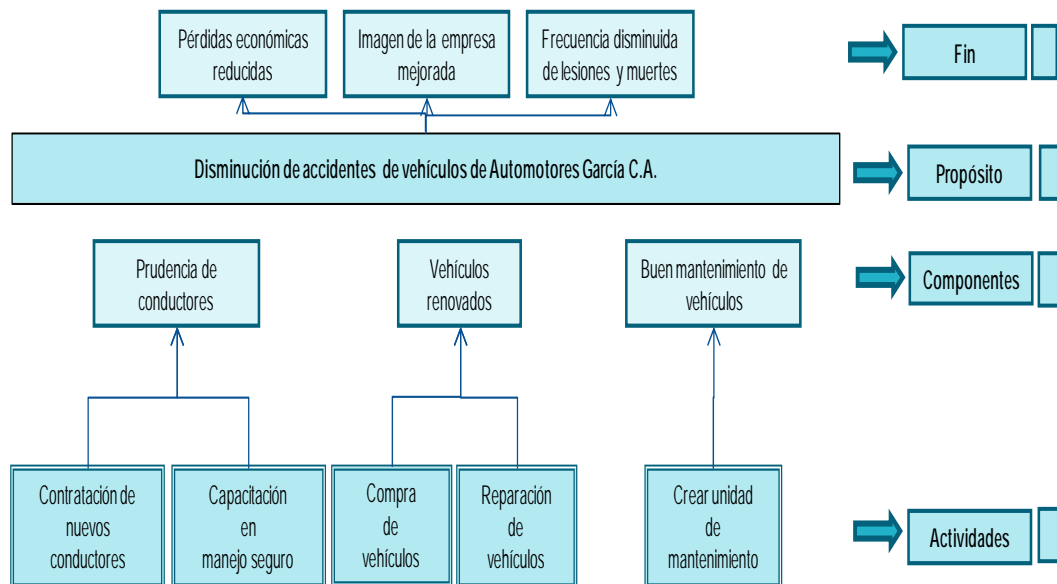 Pérdidas económicas
reducidas
Imagen de la empresa
mejorada
Frecuencia disminuida
de lesiones y muertes
Fin
Disminución de accidentes de vehículos de Automotores García C.A.
Propósito
Prudencia de
conductores
Vehículos
renovados
Buen mantenimiento de
vehículos
Componentes
Contratación de
nuevos
conductores
Capacitación
en
manejo seguro
Compra
de
vehículos
Reparación
de
vehículos
Crear unidad
de
mantenimiento
Actividades